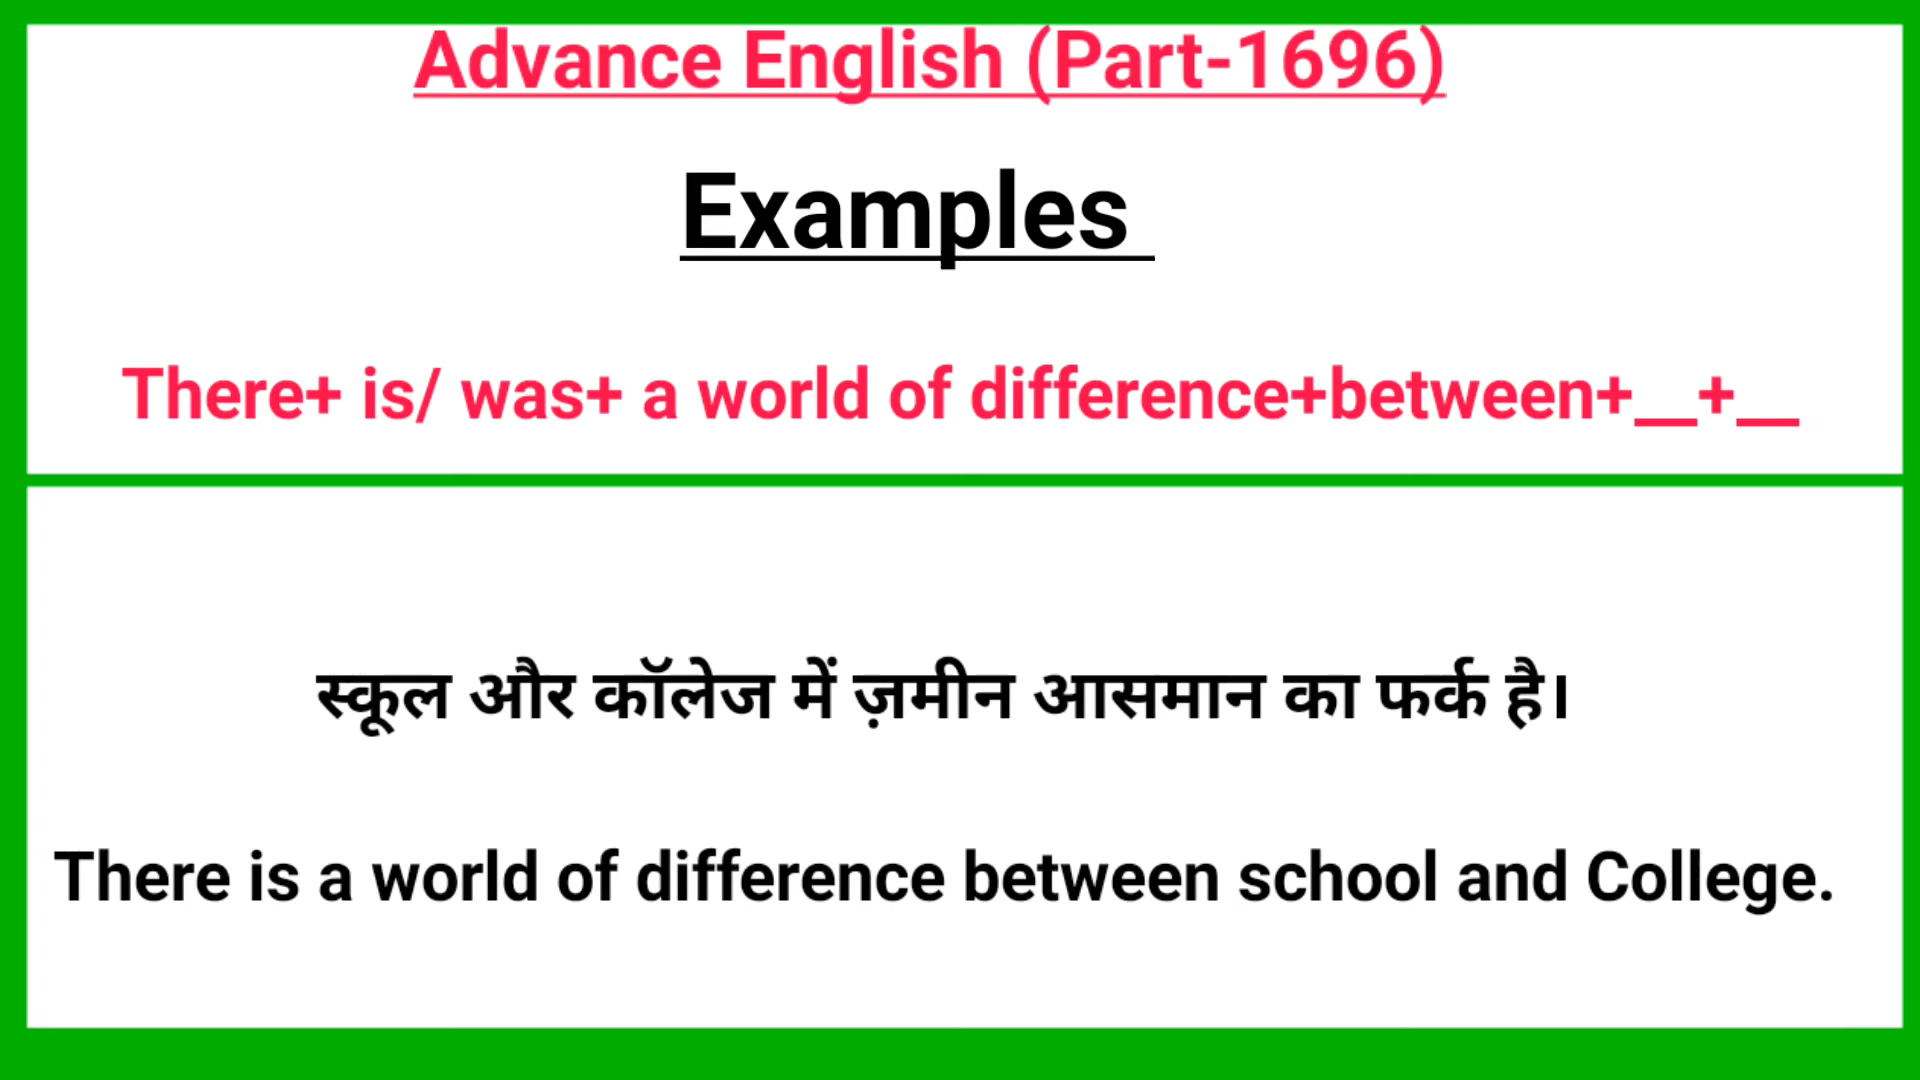 Advance English (Part-1696)
Examples
There+ is/ was+ a world of difference+between+__+__
स्कूल और कॉलेज में ज़मीन आसमान का फर्क है।
There is a world of difference between school and College.